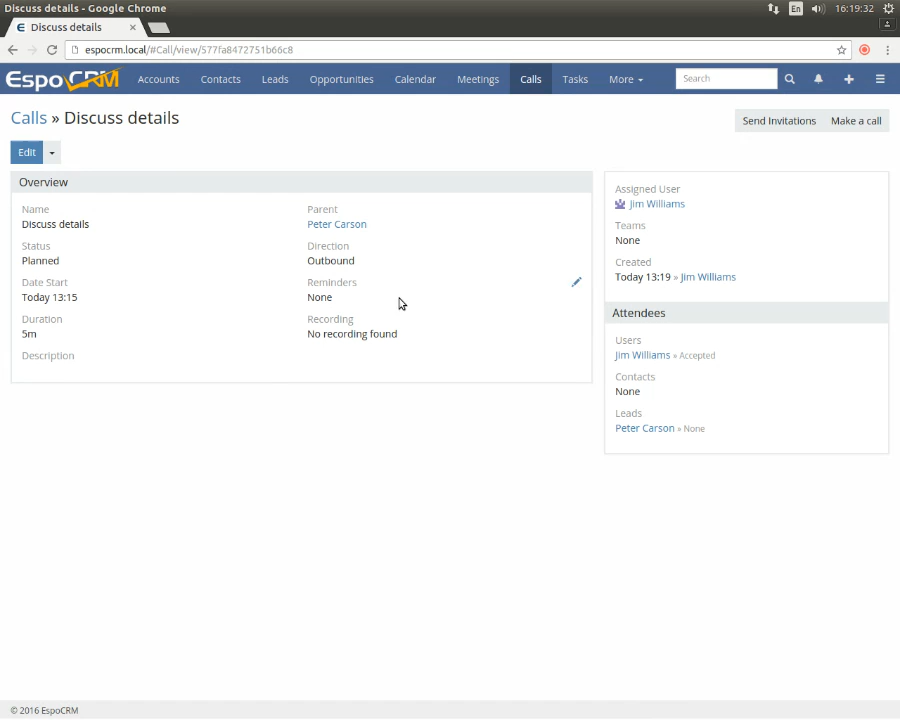 Discuss details - Google Chrome
En
16:19:32
Discuss details
espocrm.local/#Call/view/577fa8472751b66c8
EspoCRM
Accounts
Contacts
Leads
Opportunities
Calendar
Meetings
Calls
Tasks
More
Search
Calls » Discuss details
Send Invitations
Make a call
Edit
Overview
Name
Discuss details
Parent
Peter Carson
Status
Planned
Direction
Outbound
Date Start
Today 13:15
Reminders
None
Duration
5m
Recording
No recording found
Description
Assigned User
Jim Williams
Teams
None
Created
Today 13:19 » Jim Williams
Attendees
Users
Jim Williams » Accepted
Contacts
None
Leads
Peter Carson » None
© 2016 EspoCRM